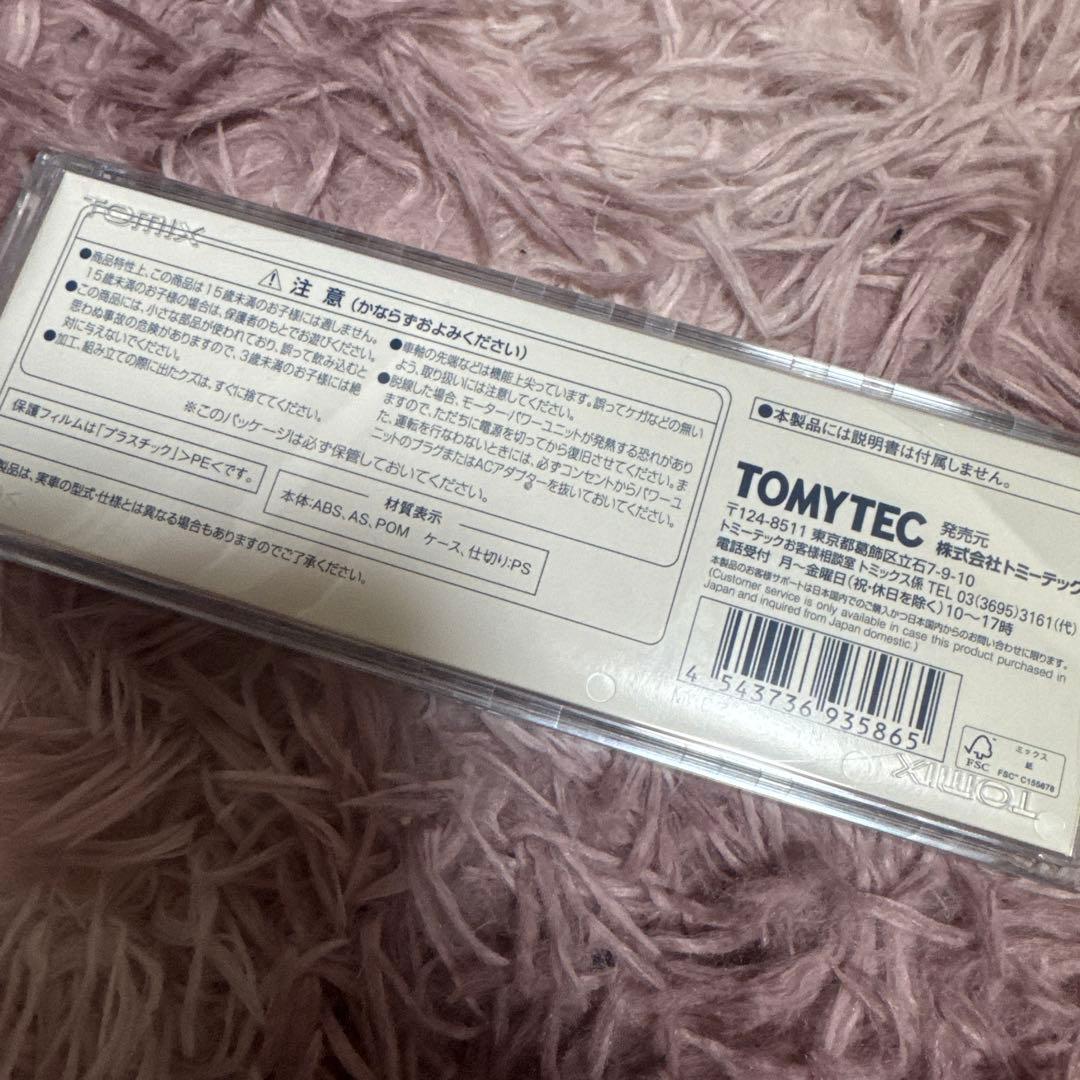 TOMIX
⚠ 注意 (かならずおよみください)
●商品特性上、この商品は15歳未満のお子様には適しません。
15歳未満のお子様の場合は、保護者のもとでお遊びください。
●この商品には、小さな部品が使われており、誤って飲み込むと
思わぬ事故の危険がありますので、3歳未満のお子様には絶
対に与えないでください。
●加工、組み立ての際に出たクズは、すぐに捨ててください。
●車軸の先端などは機能上尖っています。誤ってケガなどの無い
よう、取り扱いには注意してください。
●脱線した場合、モーターパワーユニットが発熱する恐れがあり
ますので、ただちに電源を切ってから復旧させてください。ま
た、運転を行なわないときには、必ずコンセントからパワーユ
ニットのプラグまたはACアダプターを抜いておいてください。
※このパッケージは必ず保管しておいてください。
保護フィルムは「プラスチック」>PE<です。
材質表示
本体:ABS、AS、POM ケース、仕切り:PS
製品は、実車の型式・仕様とは異なる場合もありますのでご了承ください。
●本製品には説明書は付属しません。
TOMYTEC 発売元 株式会社トミーテック
〒124-8511 東京都葛飾区立石7-9-10
トミーテックお客様相談室 トミックス係 TEL 03(3695)3161(代)
電話受付 月〜金曜日(祝・休日を除く)10〜17時
本製品のお客様サポートは日本国内でのご購入かつ日本国内からのお問い合わせに限ります。
(Customer service is only available in case this product purchased in
Japan and inquired from Japan domestic.)
4 543736 935865
FSC
ミックス
紙
FSC™ C155678
TOMIX